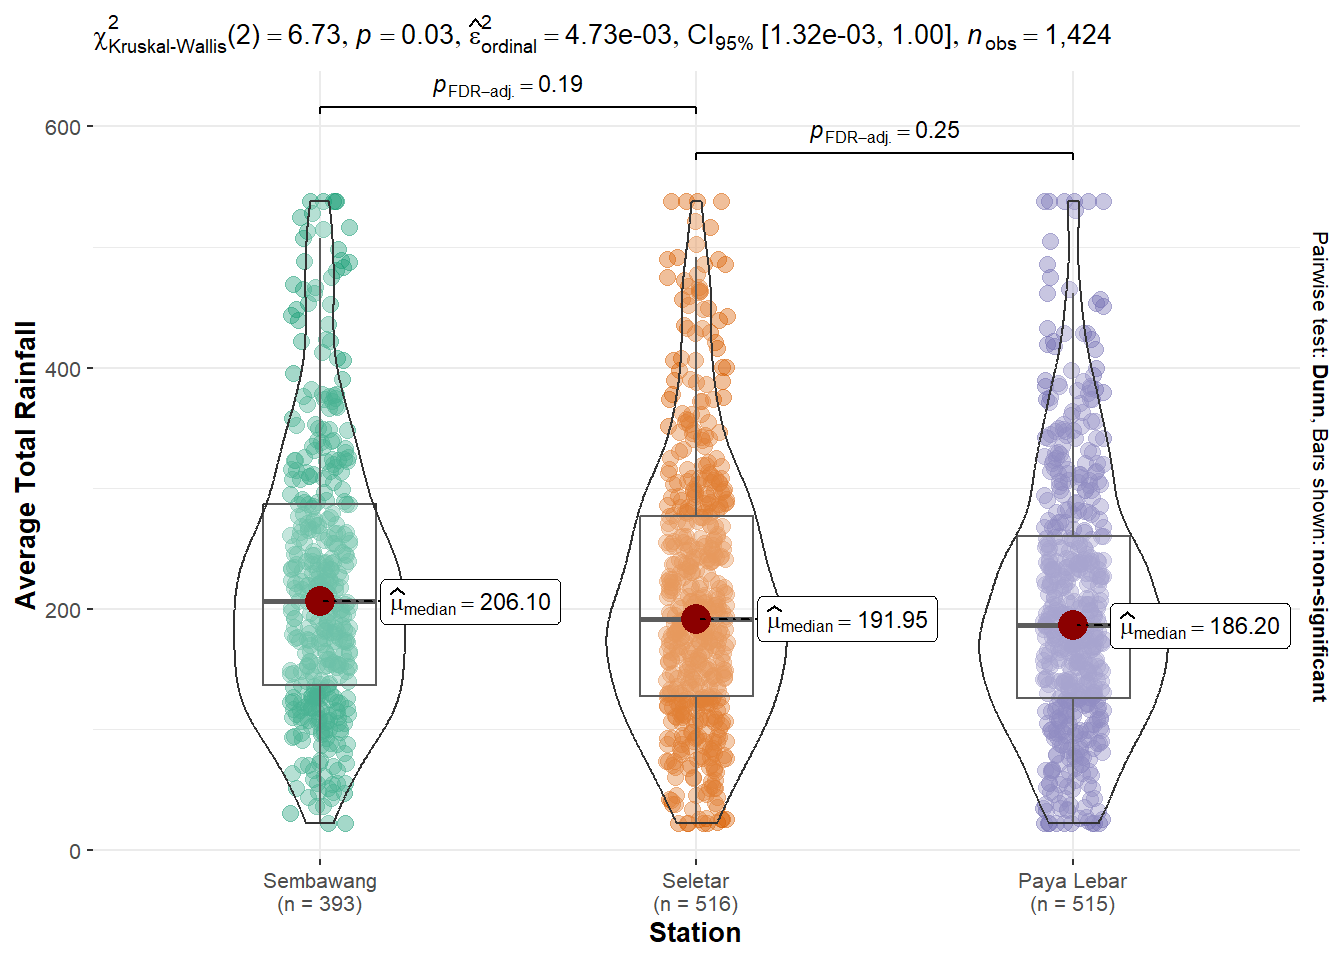 χ²Kruskal-Wallis(2) = 6.73, p = 0.03, ε̂²ordinal = 4.73e-03, CI95% [1.32e-03, 1.00], nobs = 1,424
pFDR–adj. = 0.19
600
pFDR–adj. = 0.25
400
200
0
Average Total Rainfall
μ̂median = 206.10
μ̂median = 191.95
μ̂median = 186.20
Pairwise test: Dunn, Bars shown: non-significant
Sembawang
(n = 393)
Seletar
(n = 516)
Paya Lebar
(n = 515)
Station